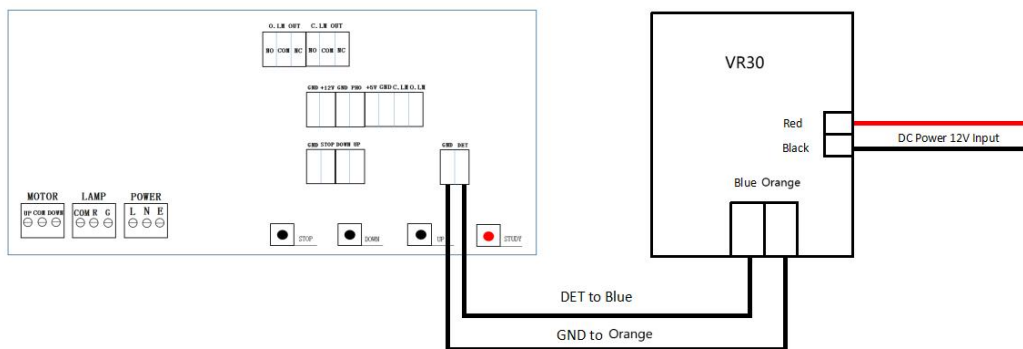 O.LM OUT C.LM OUT
NO COM NC NO COM NC
GND +12V GND PHO +5V GND C.LM O.LM
GND STOP DOWN UP
GND DET
MOTOR LAMP POWER
UP COM DOWN COM R G L N E
STOP DOWN UP STUDY
VR30
Red
DC Power 12V Input
Black
Blue Orange
DET to Blue
GND to Orange